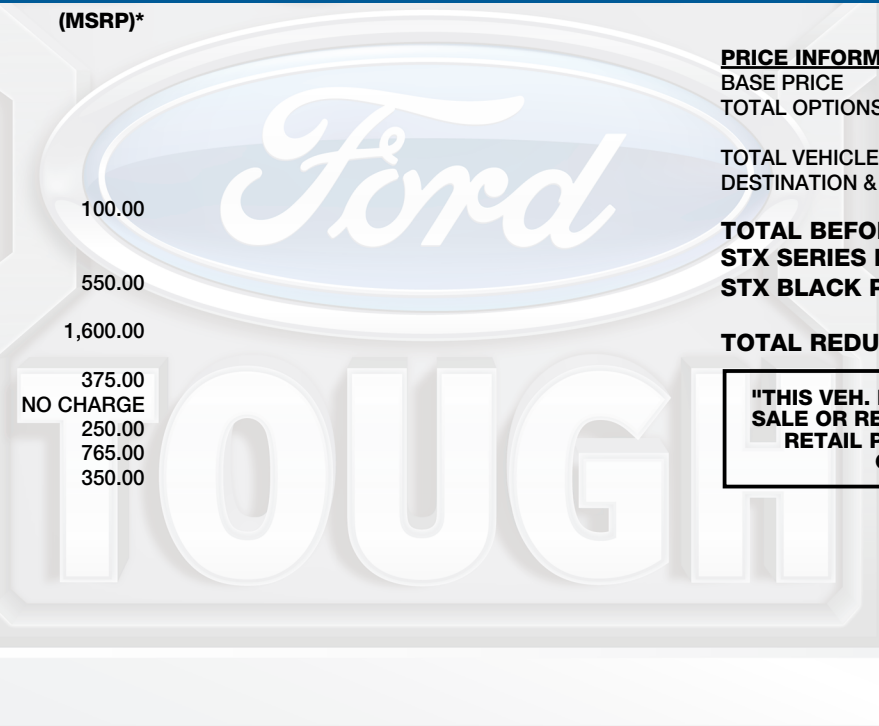 (MSRP)*
100.00
550.00
1,600.00
375.00
NO CHARGE
250.00
765.00
350.00
PRICE INFORM
BASE PRICE
TOTAL OPTIONS
TOTAL VEHICLE
DESTINATION &
TOTAL BEFO
STX SERIES
STX BLACK
TOTAL REDU
"THIS VEH.
SALE OR RE
RETAIL
Ford
TOUGH